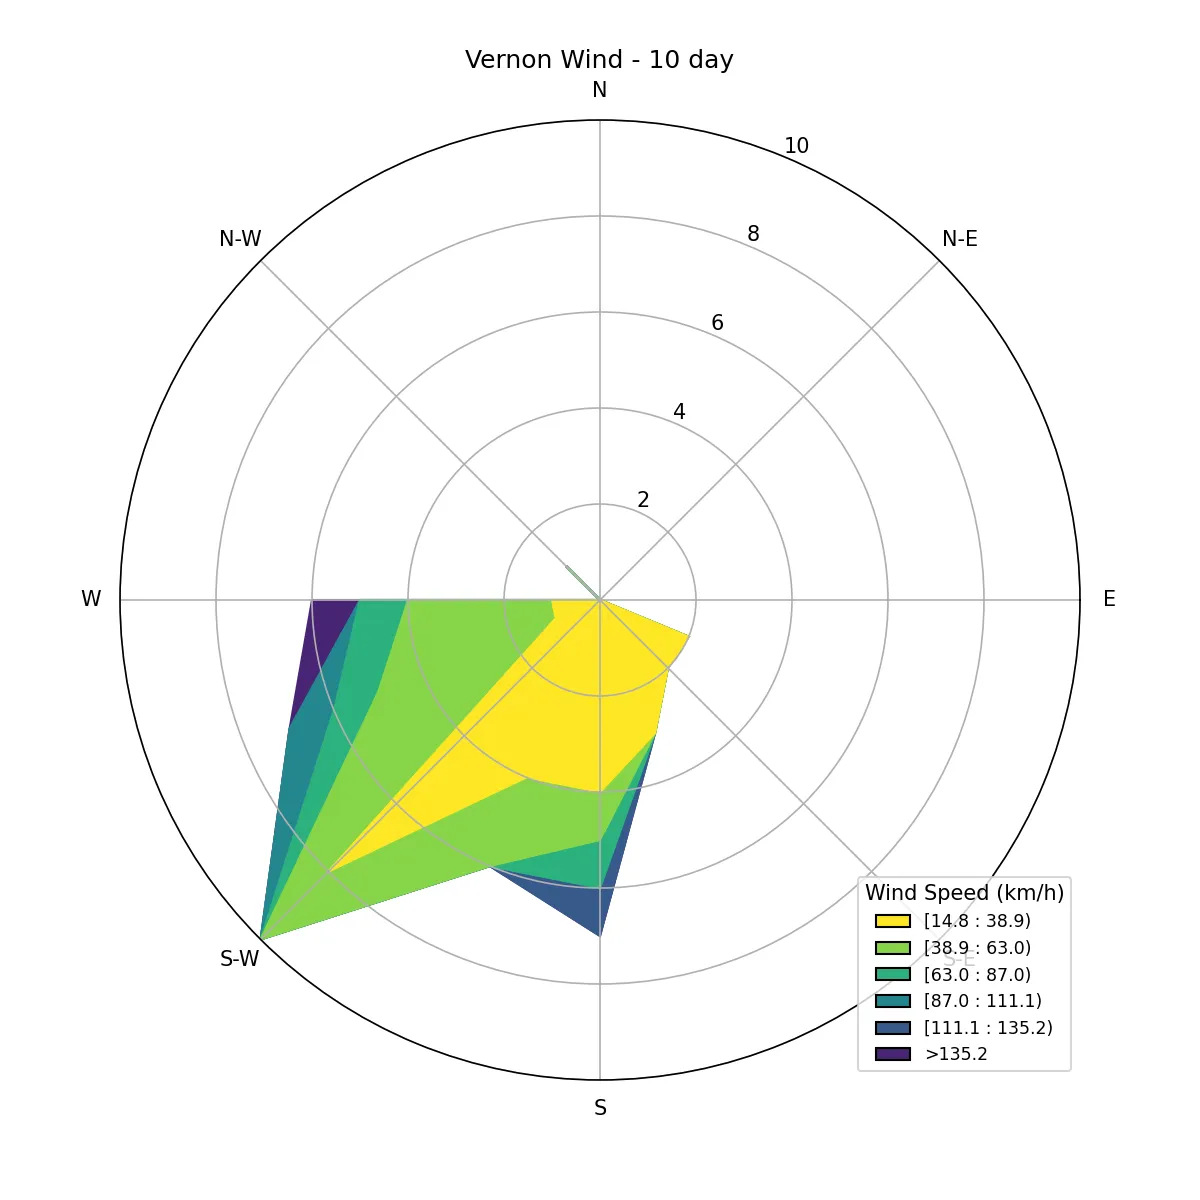 Vernon Wind - 10 day
N
10
N-W
N-E
8
6
4
2
W
E
Wind Speed (km/h)
[14.8 : 38.9)
[38.9 : 63.0)
S-W
S-E
[63.0 : 87.0)
[87.0 : 111.1)
[111.1 : 135.2)
>135.2
S